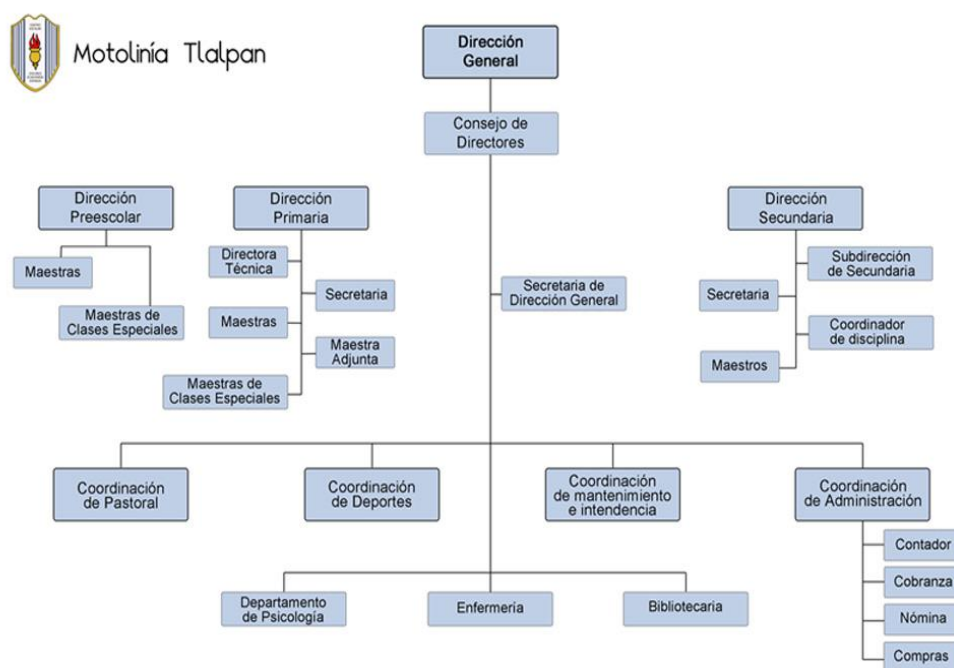 Motolinía Tlalpan
Dirección
General
Consejo de
Directores
Dirección
Preescolar
Maestras
Maestras de
Clases Especiales
Dirección
Primaria
Directora
Técnica
Secretaria
Maestras
Maestra
Adjunta
Maestras de
Clases Especiales
Secretaria de
Dirección General
Dirección
Secundaria
Subdirección
de Secundaria
Secretaria
Coordinador
de disciplina
Maestros
Coordinación
de Pastoral
Coordinación
de Deportes
Coordinación
de mantenimiento
e intendencia
Coordinación
de Administración
Contador
Cobranza
Nómina
Compras
Departamento
de Psicología
Enfermería
Bibliotecaria